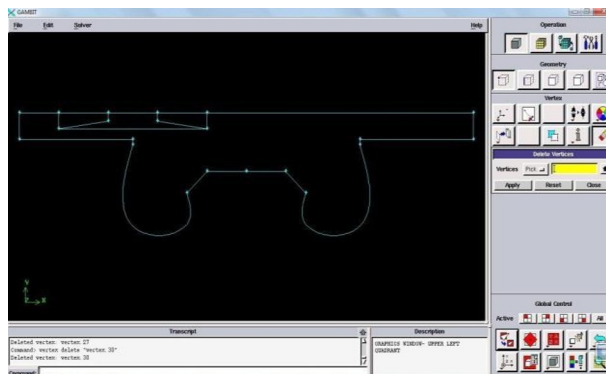 GAMBIT
File Edit Solver Help
Operation
Geometry
Vertex
Delete Vertices
Vertices Pick
Apply Reset Close
Y
Z X
Global Control
Active All
Transcript
Description
Deleted vertex: vertex.27
Command: vertex delete "vertex.30"
Deleted vertex: vertex.30
GRAPHICS WINDOW- UPPER LEFT
QUADRANT
Command: